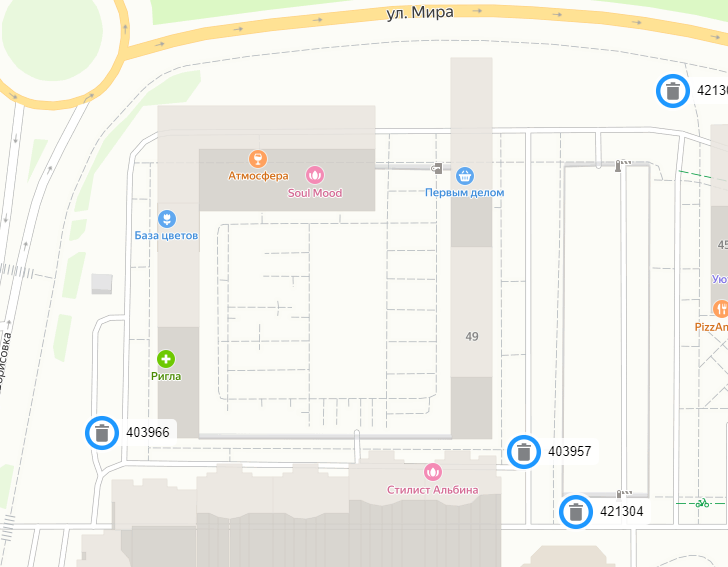 ул. Мира
Атмосфера
Soul Mood
Первым делом
База цветов
49
Ригла
403966
403957
Стилист Альбина
421304